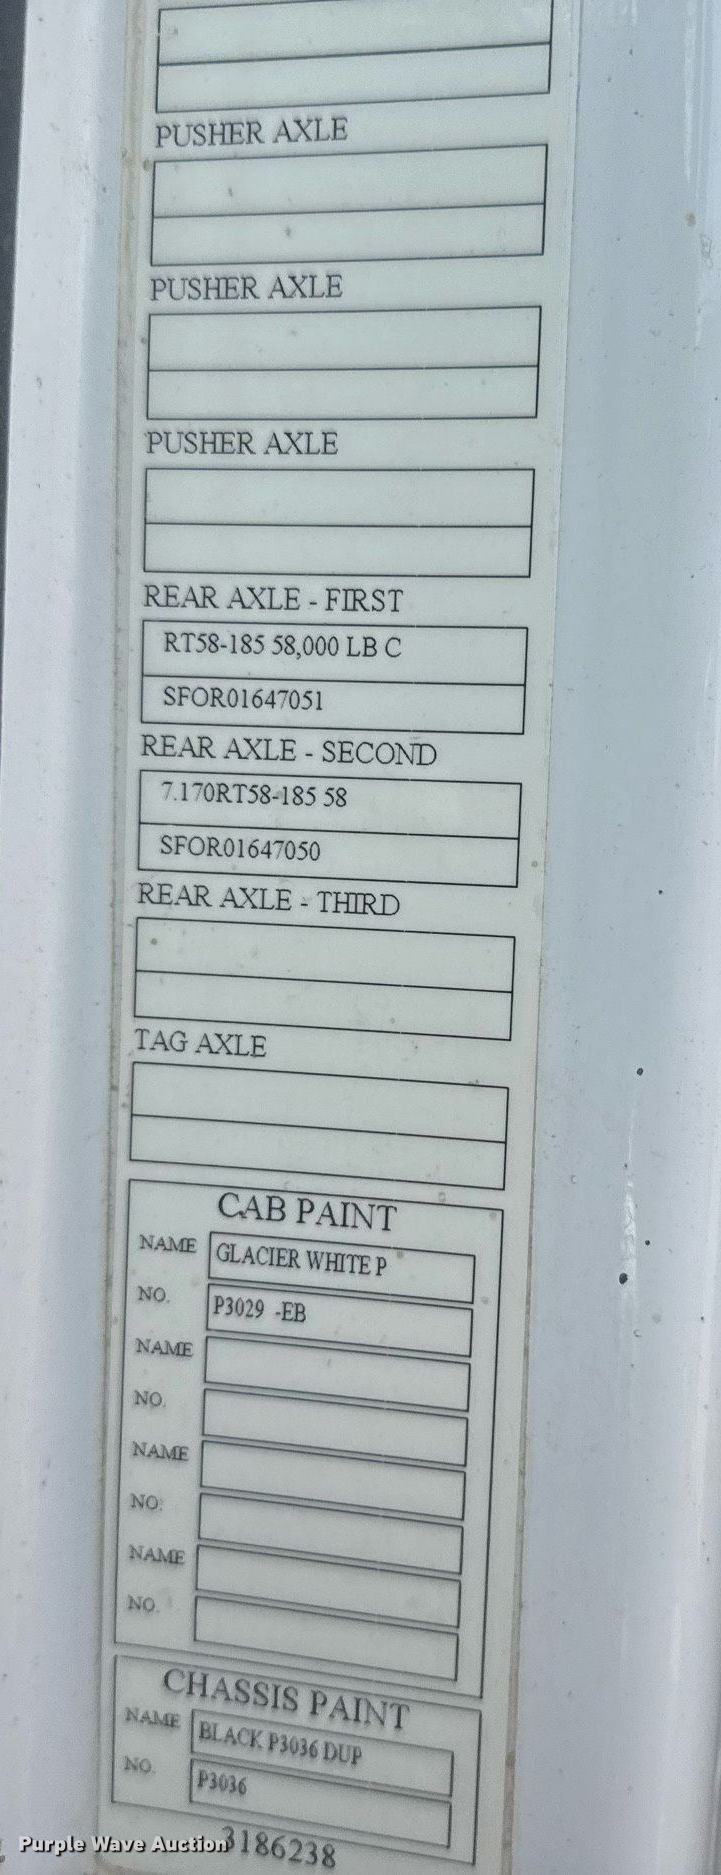 PUSHER AXLE
PUSHER AXLE
PUSHER AXLE
REAR AXLE - FIRST
RT58-185 58,000 LB C
SFOR01647051
REAR AXLE - SECOND
7.170RT58-185 58
SFOR01647050
REAR AXLE - THIRD
TAG AXLE
CAB PAINT
NAME GLACIER WHITE P
NO. P3029 -EB
NAME
NO.
NAME
NO.
NAME
NO.
CHASSIS PAINT
NAME BLACK P3036 DUP
NO. P3036
3186238
Purple Wave Auction